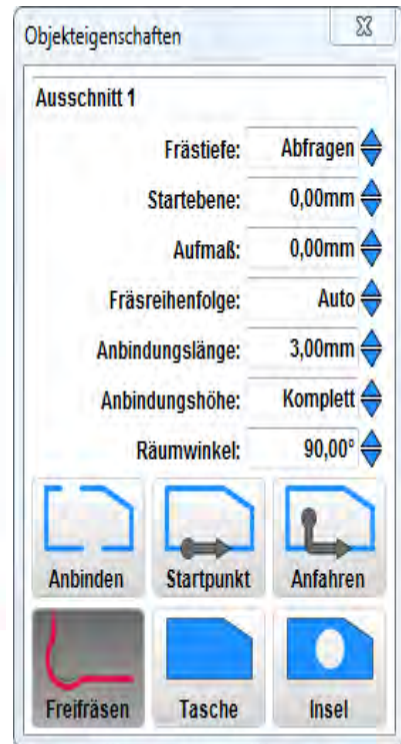 Objekteigenschaften
Ausschnitt 1
Frästiefe: Abfragen
Startebene: 0,00mm
Aufmaß: 0,00mm
Fräsreihenfolge: Auto
Anbindungslänge: 3,00mm
Anbindungshöhe: Komplett
Räumwinkel: 90,00°
Anbinden Startpunkt Anfahren
Freifräsen Tasche Insel